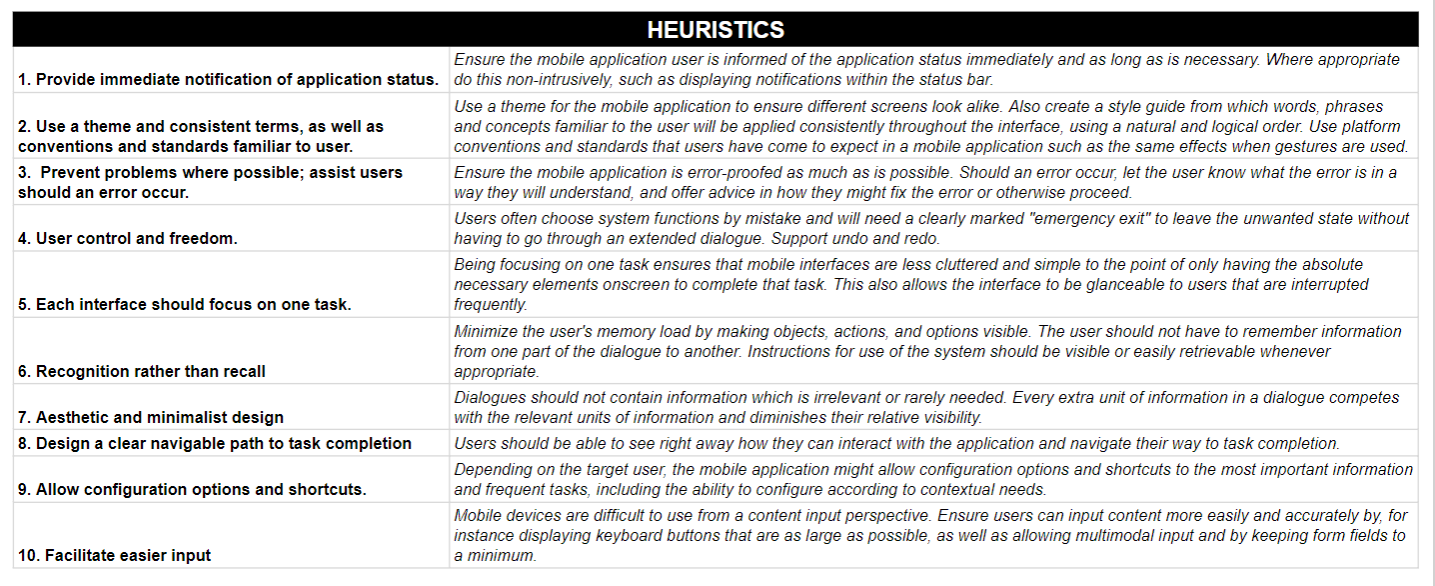 HEURISTICS
1. Provide immediate notification of application status.
Ensure the mobile application user is informed of the application status immediately and as long as is necessary. Where appropriate
do this non-intrusively, such as displaying notifications within the status bar.
2. Use a theme and consistent terms, as well as
conventions and standards familiar to user.
Use a theme for the mobile application to ensure different screens look alike. Also create a style guide from which words, phrases
and concepts familiar to the user will be applied consistently throughout the interface, using a natural and logical order. Use platform
conventions and standards that users have come to expect in a mobile application such as the same effects when gestures are used.
3.  Prevent problems where possible; assist users
should an error occur.
Ensure the mobile application is error-proofed as much as is possible. Should an error occur, let the user know what the error is in a
way they will understand, and offer advice in how they might fix the error or otherwise proceed.
4. User control and freedom.
Users often choose system functions by mistake and will need a clearly marked "emergency exit" to leave the unwanted state without
having to go through an extended dialogue. Support undo and redo.
5. Each interface should focus on one task.
Being focusing on one task ensures that mobile interfaces are less cluttered and simple to the point of only having the absolute
necessary elements onscreen to complete that task. This also allows the interface to be glanceable to users that are interrupted
frequently.
6. Recognition rather than recall
Minimize the user's memory load by making objects, actions, and options visible. The user should not have to remember information
from one part of the dialogue to another. Instructions for use of the system should be visible or easily retrievable whenever
appropriate.
7. Aesthetic and minimalist design
Dialogues should not contain information which is irrelevant or rarely needed. Every extra unit of information in a dialogue competes
with the relevant units of information and diminishes their relative visibility.
8. Design a clear navigable path to task completion
Users should be able to see right away how they can interact with the application and navigate their way to task completion.
9. Allow configuration options and shortcuts.
Depending on the target user, the mobile application might allow configuration options and shortcuts to the most important information
and frequent tasks, including the ability to configure according to contextual needs.
10. Facilitate easier input
Mobile devices are difficult to use from a content input perspective. Ensure users can input content more easily and accurately by, for
instance displaying keyboard buttons that are as large as possible, as well as allowing multimodal input and by keeping form fields to
a minimum.